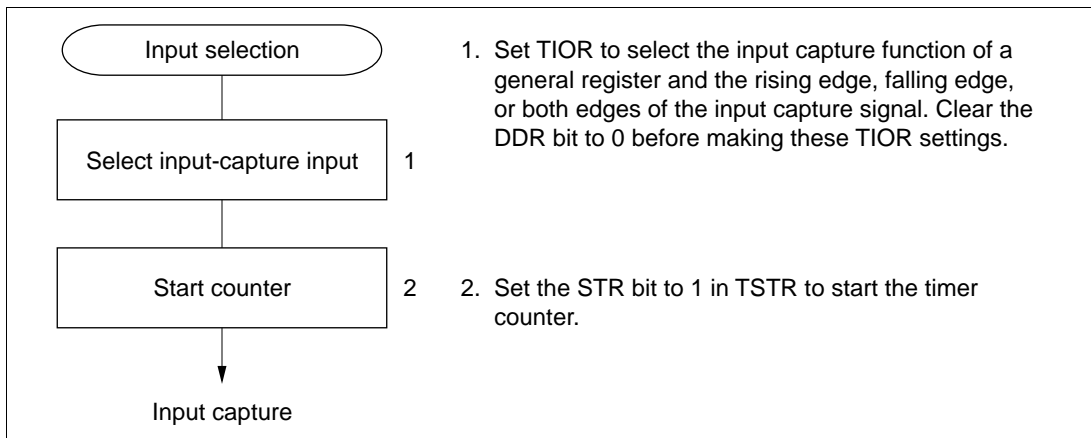 Input selection
Select input-capture input 1
Start counter 2
Input capture
1. Set TIOR to select the input capture function of a
general register and the rising edge, falling edge,
or both edges of the input capture signal. Clear the
DDR bit to 0 before making these TIOR settings.
2. Set the STR bit to 1 in TSTR to start the timer
counter.